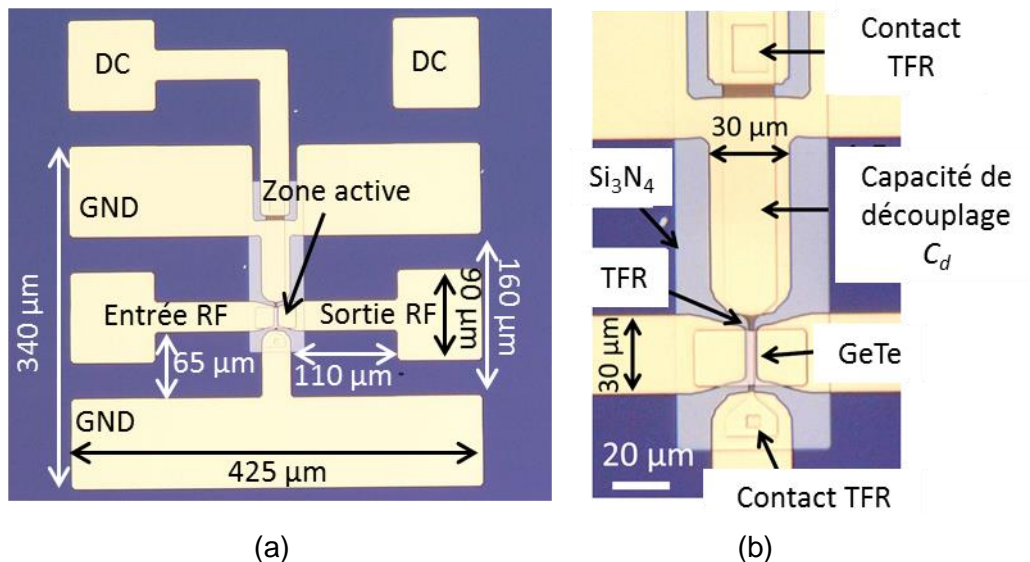 DC
DC
GND
Zone active
Entrée RF
Sortie RF
340 µm
65 µm
110 µm
90 µm
160 µm
GND
425 µm
(a)
Contact
TFR
30 µm
Si₃N₄
Capacité de
découplage
C_d
TFR
30 µm
GeTe
20 µm
Contact TFR
(b)